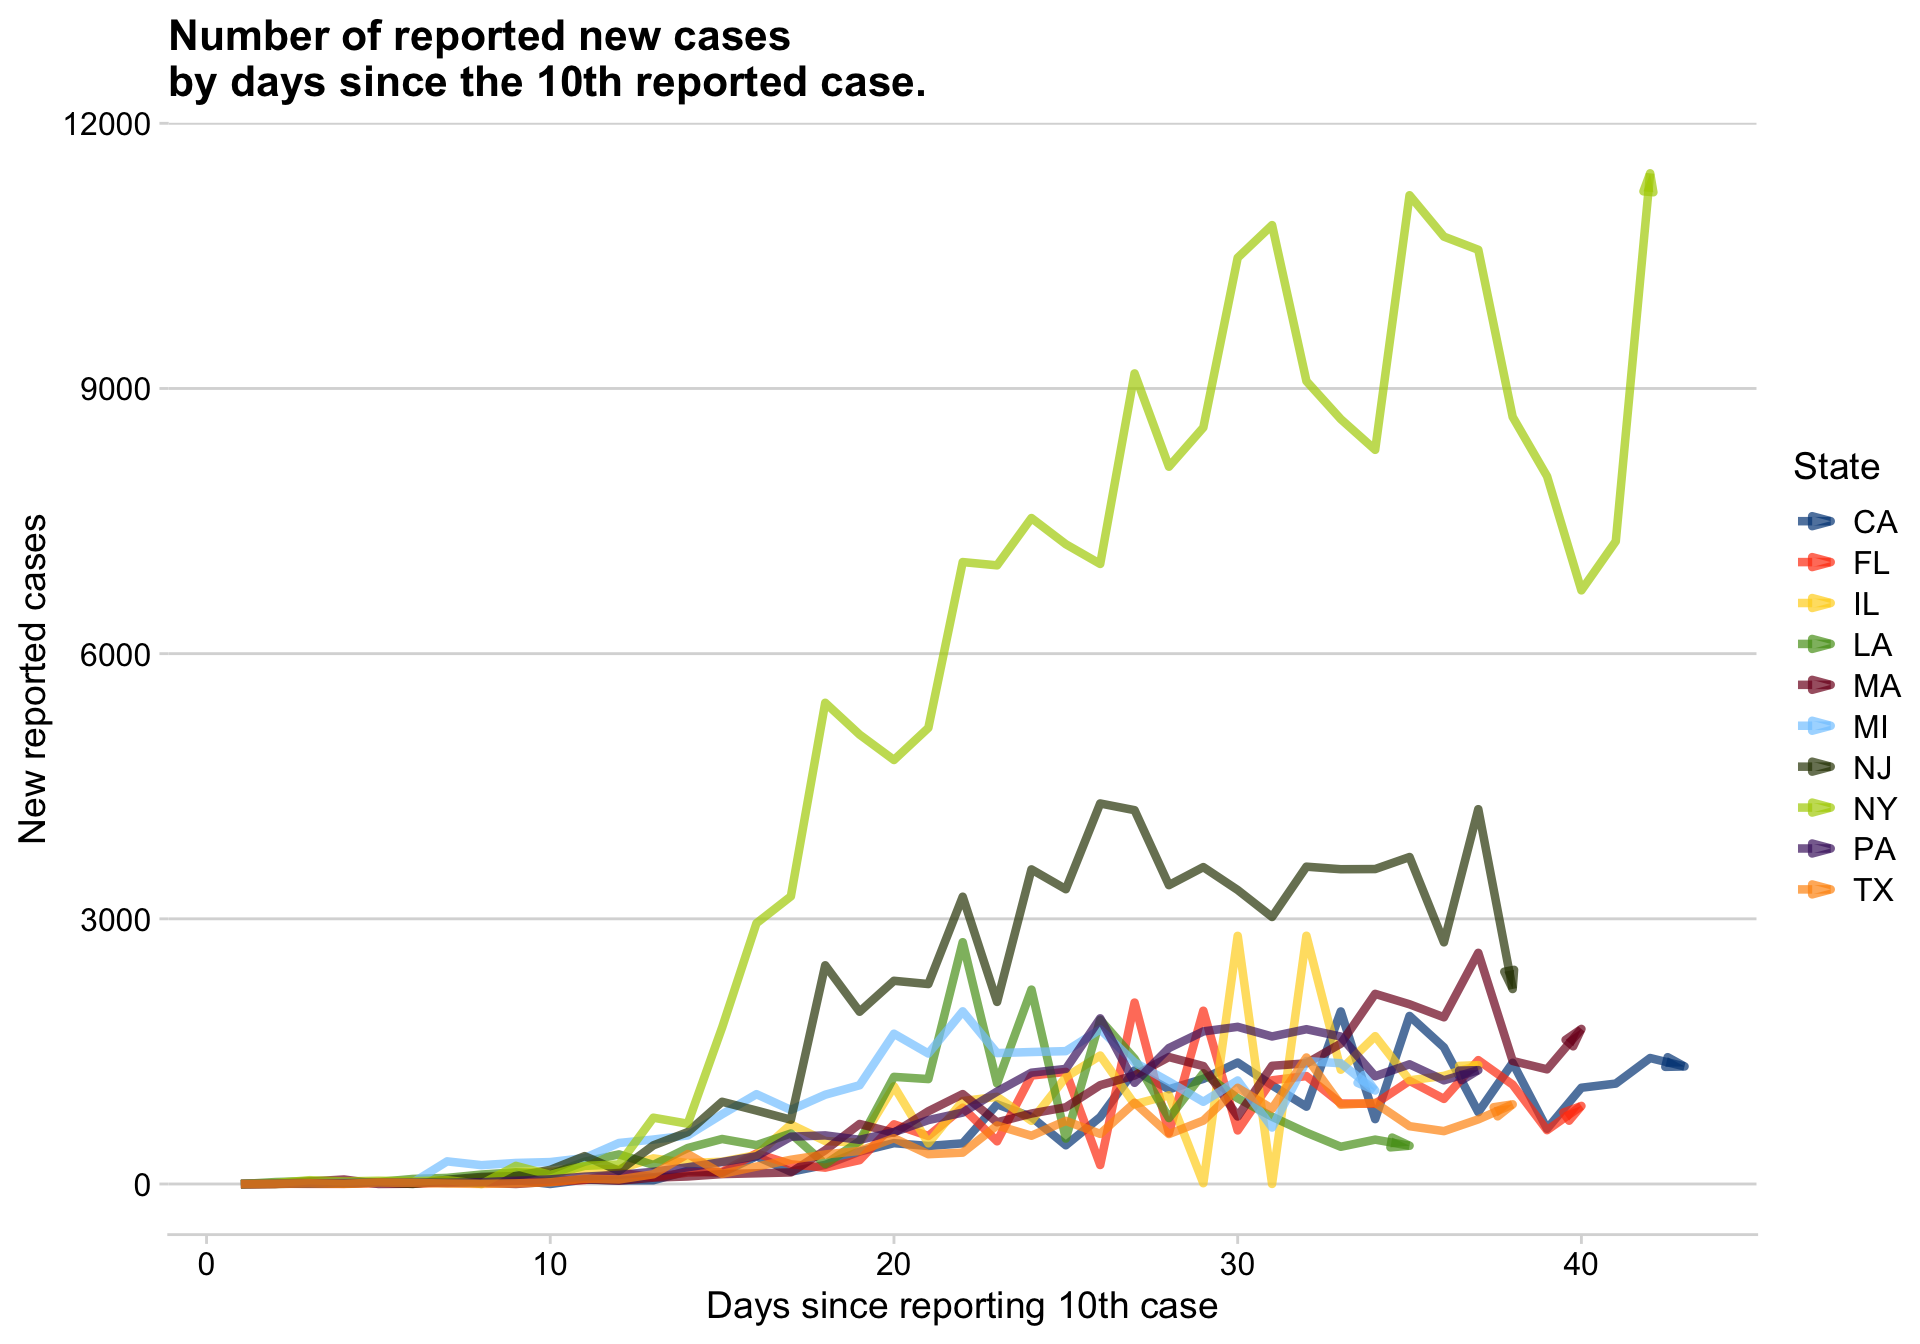 Number of reported new cases
by days since the 10th reported case.
12000
9000
6000
3000
0
New reported cases
0 10 20 30 40
Days since reporting 10th case
State
CA
FL
IL
LA
MA
MI
NJ
NY
PA
TX